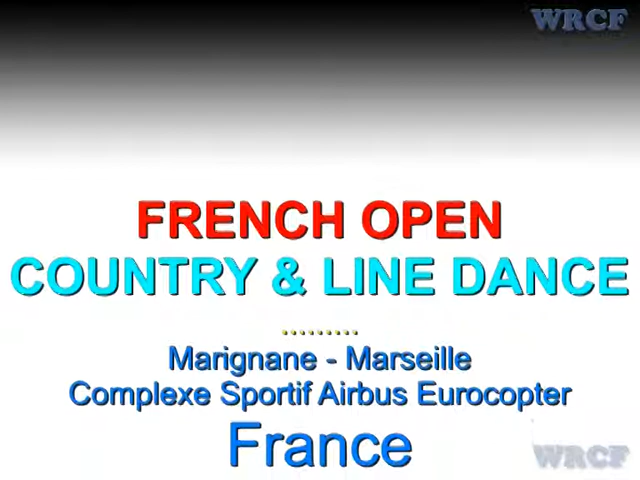 WRCF
FRENCH OPEN
COUNTRY & LINE DANCE
.........
Marignane - Marseille
Complexe Sportif Airbus Eurocopter
France
WRCF